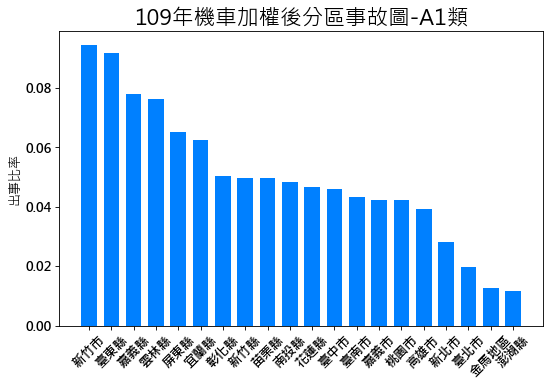 109年機車加權後分區事故圖-A1類
出事比率
0.08
0.06
0.04
0.02
0.00
新竹市
臺東縣
嘉義縣
雲林縣
屏東縣
宜蘭縣
彰化縣
新竹縣
苗栗縣
南投縣
花蓮縣
臺中市
臺南市
嘉義市
桃園市
高雄市
新北市
臺北市
金馬地區
澎湖縣